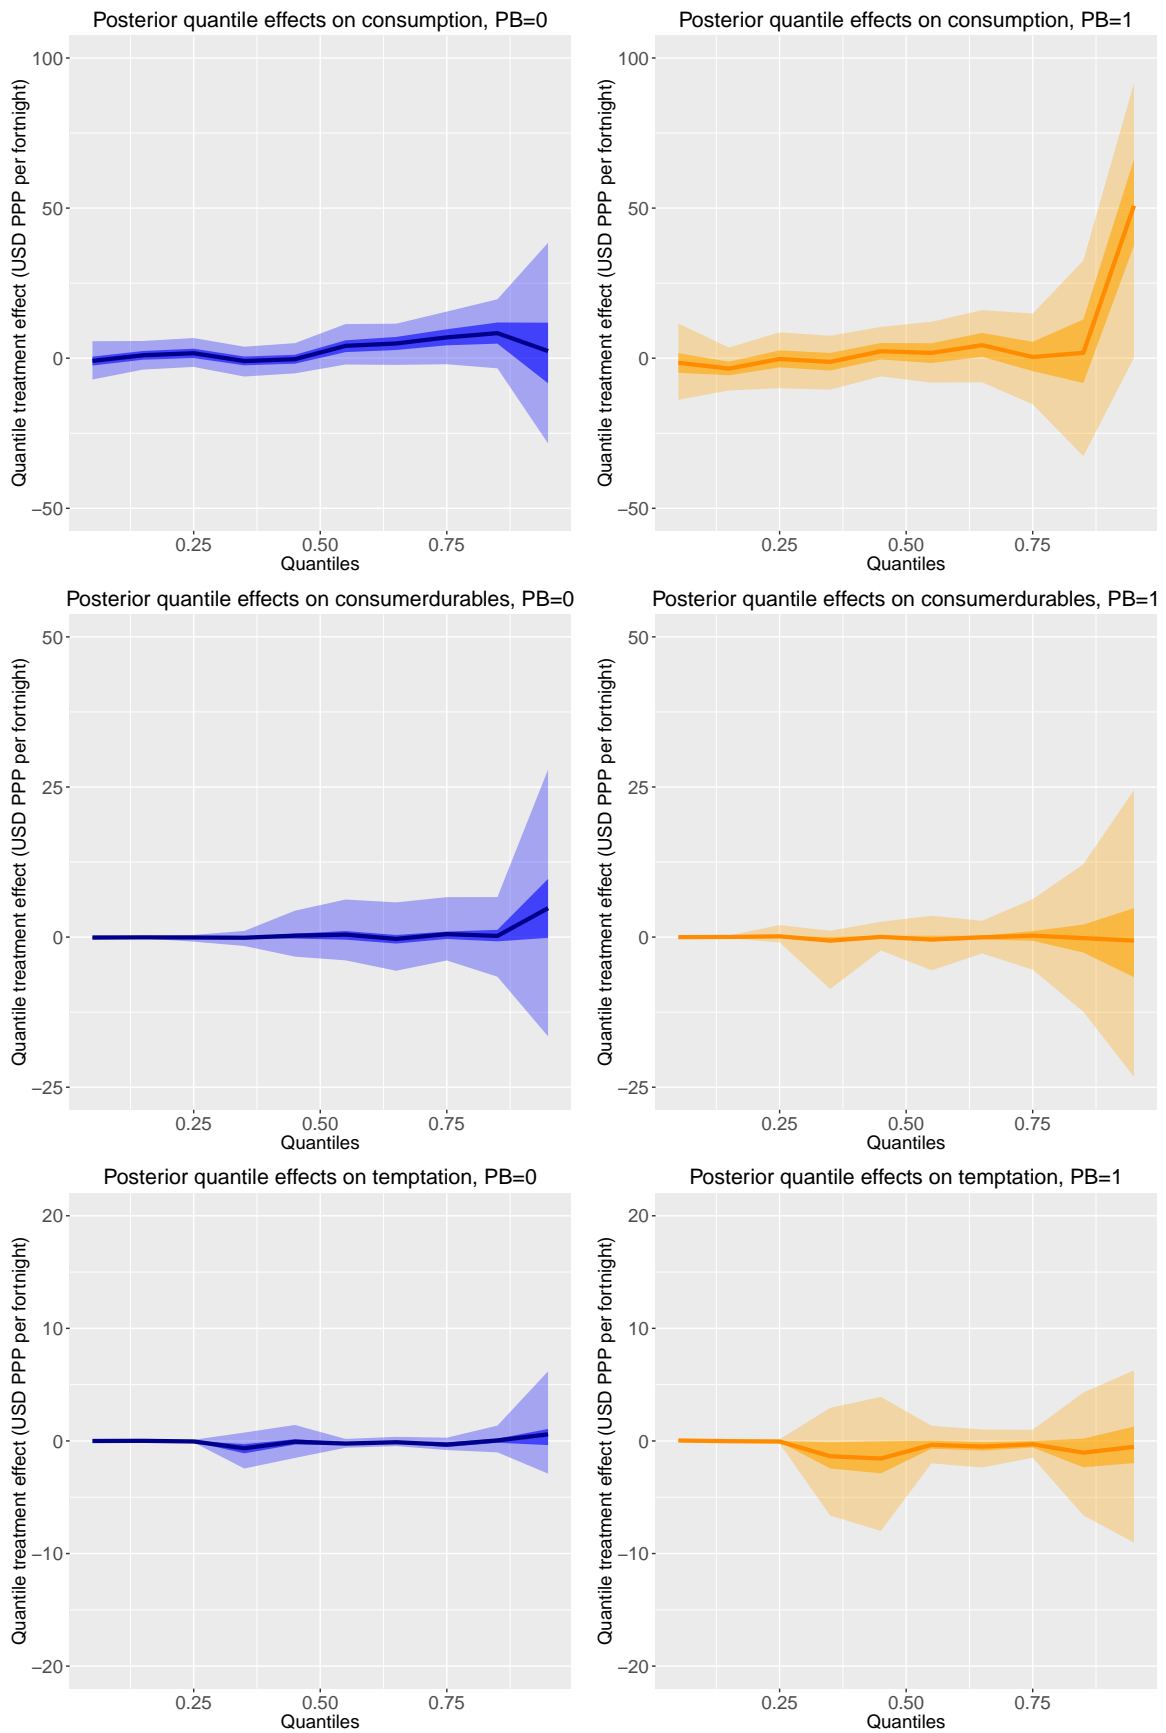 Posterior quantile effects on consumption, PB=0
Quantile treatment effect (USD PPP per fortnight)
100
50
0
−50
0.25 0.50 0.75
Quantiles
Posterior quantile effects on consumption, PB=1
Quantile treatment effect (USD PPP per fortnight)
100
50
0
−50
0.25 0.50 0.75
Quantiles
Posterior quantile effects on consumerdurables, PB=0
Quantile treatment effect (USD PPP per fortnight)
50
25
0
−25
0.25 0.50 0.75
Quantiles
Posterior quantile effects on consumerdurables, PB=1
Quantile treatment effect (USD PPP per fortnight)
50
25
0
−25
0.25 0.50 0.75
Quantiles
Posterior quantile effects on temptation, PB=0
Quantile treatment effect (USD PPP per fortnight)
20
10
0
−10
−20
0.25 0.50 0.75
Quantiles
Posterior quantile effects on temptation, PB=1
Quantile treatment effect (USD PPP per fortnight)
20
10
0
−10
−20
0.25 0.50 0.75
Quantiles